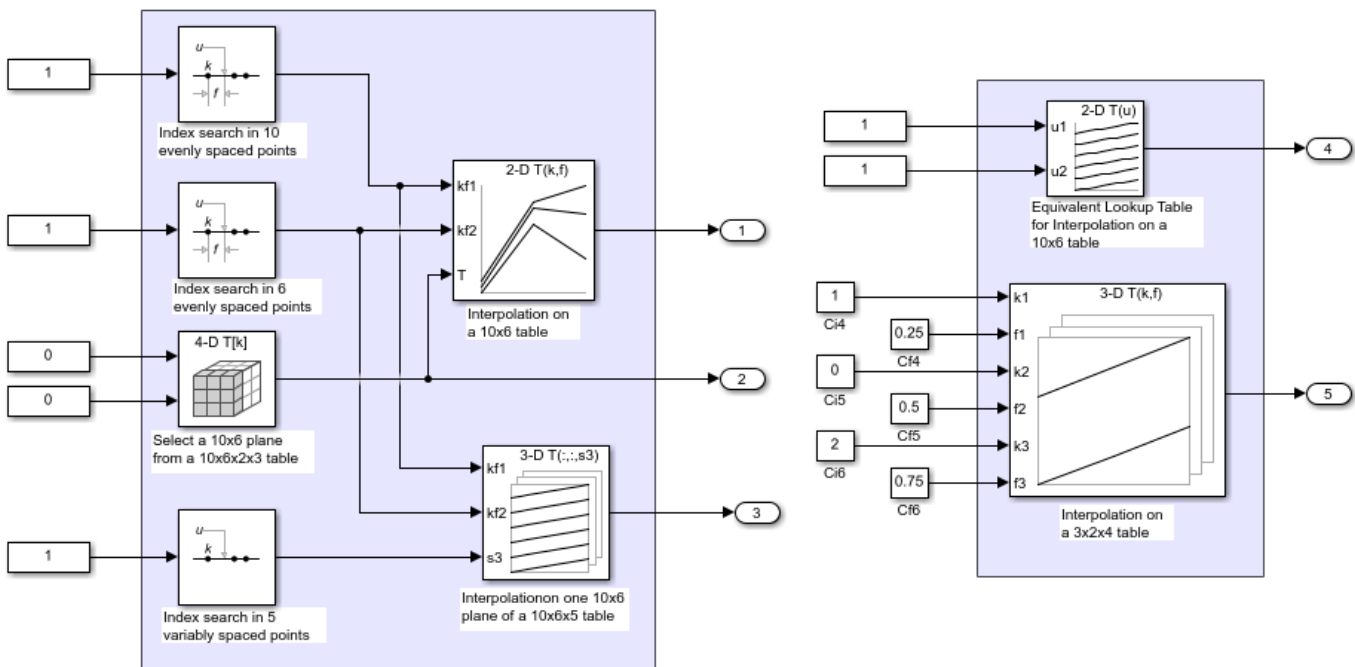 1
u
k
f
Index search in 10
evenly spaced points
1
u
k
f
Index search in 6
evenly spaced points
0
0
4-D T[k]
Select a 10x6 plane
from a 10x6x2x3 table
1
u
k
Index search in 5
variably spaced points
2-D T(k,f)
kf1
kf2
T
Interpolation on
a 10x6 table
1
2
3-D T(:,:,s3)
kf1
kf2
s3
Interpolationon one 10x6
plane of a 10x6x5 table
3
1
1
2-D T(u)
u1
u2
Equivalent Lookup Table
for Interpolation on a
10x6 table
4
1
Ci4
0.25
Cf4
0
Ci5
0.5
Cf5
2
Ci6
0.75
Cf6
3-D T(k,f)
k1
f1
k2
f2
k3
f3
Interpolation on
a 3x2x4 table
5